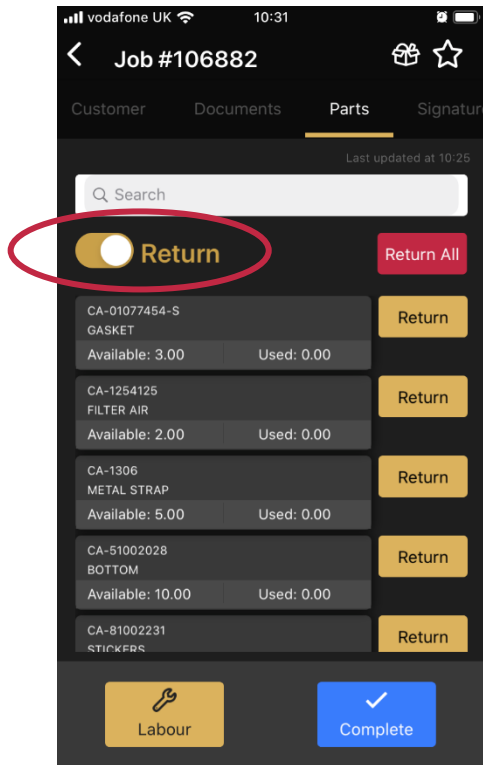 vodafone UK 10:31
Job #106882
Customer Documents Parts Signatur
Last updated at 10:25
Search
Return Return All
CA-01077454-S
GASKET
Return
Available: 3.00 Used: 0.00
CA-1254125
FILTER AIR
Return
Available: 2.00 Used: 0.00
CA-1306
METAL STRAP
Return
Available: 5.00 Used: 0.00
CA-51002028
BOTTOM
Return
Available: 10.00 Used: 0.00
CA-81002231
STICKERS
Return
Labour Complete